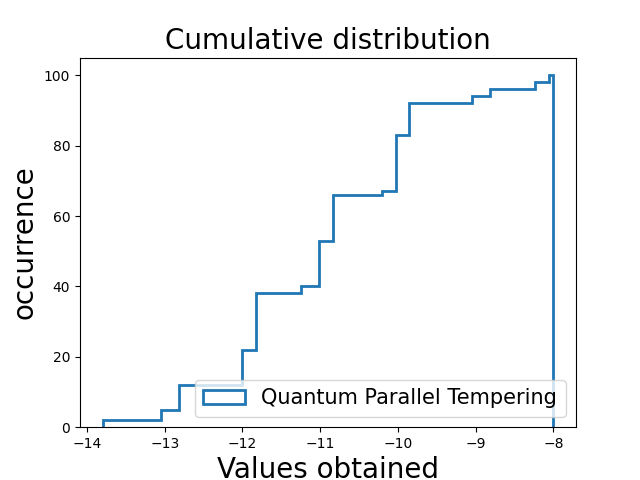 Cumulative distribution
100
80
60
40
20
0
occurrence
Quantum Parallel Tempering
−14 −13 −12 −11 −10 −9 −8
Values obtained